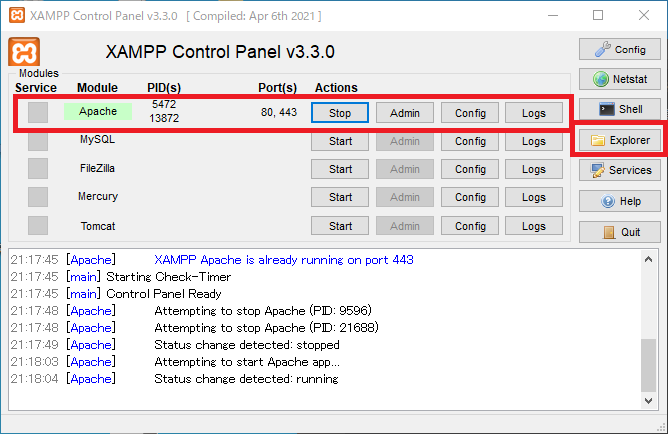 XAMPP Control Panel v3.3.0 [ Compiled: Apr 6th 2021 ]
XAMPP Control Panel v3.3.0
Config
Modules
Service Module PID(s) Port(s) Actions
Netstat
Apache 5472 13872 80, 443 Stop Admin Config Logs
Shell
MySQL Start Admin Config Logs
Explorer
FileZilla Start Admin Config Logs
Services
Mercury Start Admin Config Logs
Help
Tomcat Start Admin Config Logs
Quit
21:17:45 [Apache] XAMPP Apache is already running on port 443
21:17:45 [main] Starting Check-Timer
21:17:45 [main] Control Panel Ready
21:17:48 [Apache] Attempting to stop Apache (PID: 9596)
21:17:48 [Apache] Attempting to stop Apache (PID: 21688)
21:17:49 [Apache] Status change detected: stopped
21:18:03 [Apache] Attempting to start Apache app...
21:18:04 [Apache] Status change detected: running